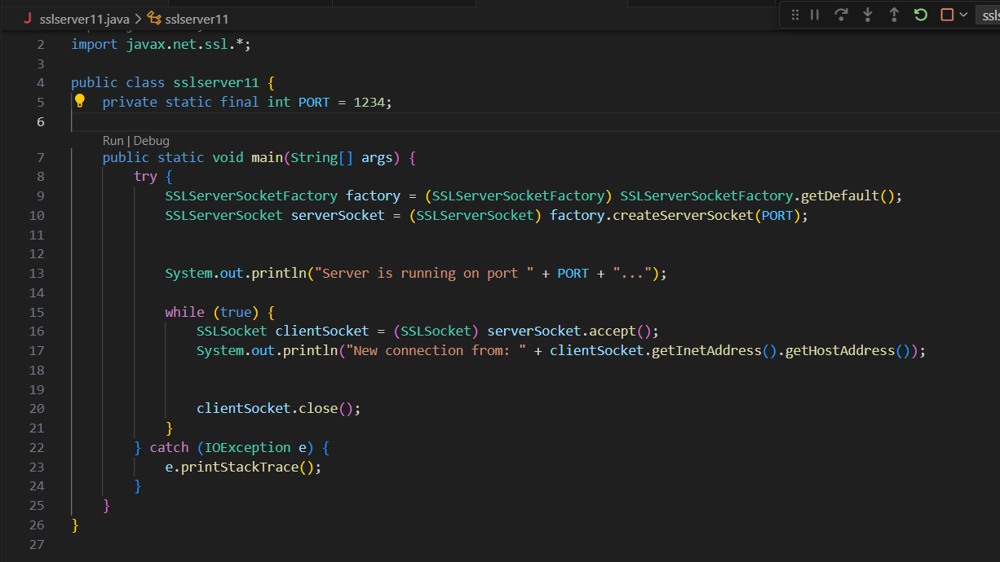 sslserver11.java > sslserver11
2 import javax.net.ssl.*;
3
4 public class sslserver11 {
5 private static final int PORT = 1234;
6
Run | Debug
7 public static void main(String[] args) {
8 try {
9 SSLServerSocketFactory factory = (SSLServerSocketFactory) SSLServerSocketFactory.getDefault();
10 SSLServerSocket serverSocket = (SSLServerSocket) factory.createServerSocket(PORT);
11
12
13 System.out.println("Server is running on port " + PORT + "...");
14
15 while (true) {
16 SSLSocket clientSocket = (SSLSocket) serverSocket.accept();
17 System.out.println("New connection from: " + clientSocket.getInetAddress().getHostAddress());
18
19
20 clientSocket.close();
21 }
22 } catch (IOException e) {
23 e.printStackTrace();
24 }
25 }
26 }
27